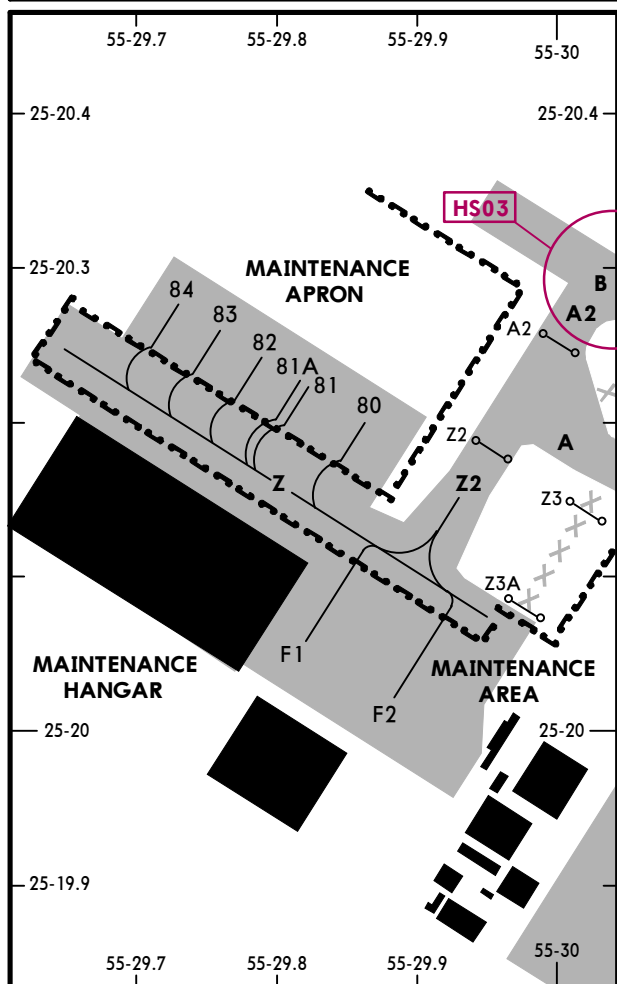 55-29.7 55-29.8 55-29.9 55-30
25-20.4 25-20.4
HS03
25-20.3
MAINTENANCE
APRON
B
A2
A2
84
83
82
81A
81
80
Z2
A
Z
Z2
Z3
Z3A
F1
F2
MAINTENANCE
HANGAR
MAINTENANCE
AREA
25-20 25-20
25-19.9
55-29.7 55-29.8 55-29.9 55-30